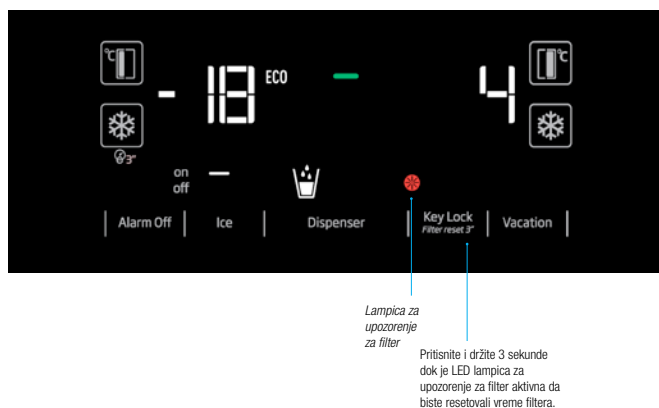 °C
°C
- 18
ECO
4
3"
on
off
Alarm Off
Ice
Dispenser
Key Lock
Filter reset 3"
Vacation
Lampica za
upozorenje
za filter
Pritisnite i držite 3 sekunde
dok je LED lampica za
upozorenje za filter aktivna da
biste resetovali vreme filtera.